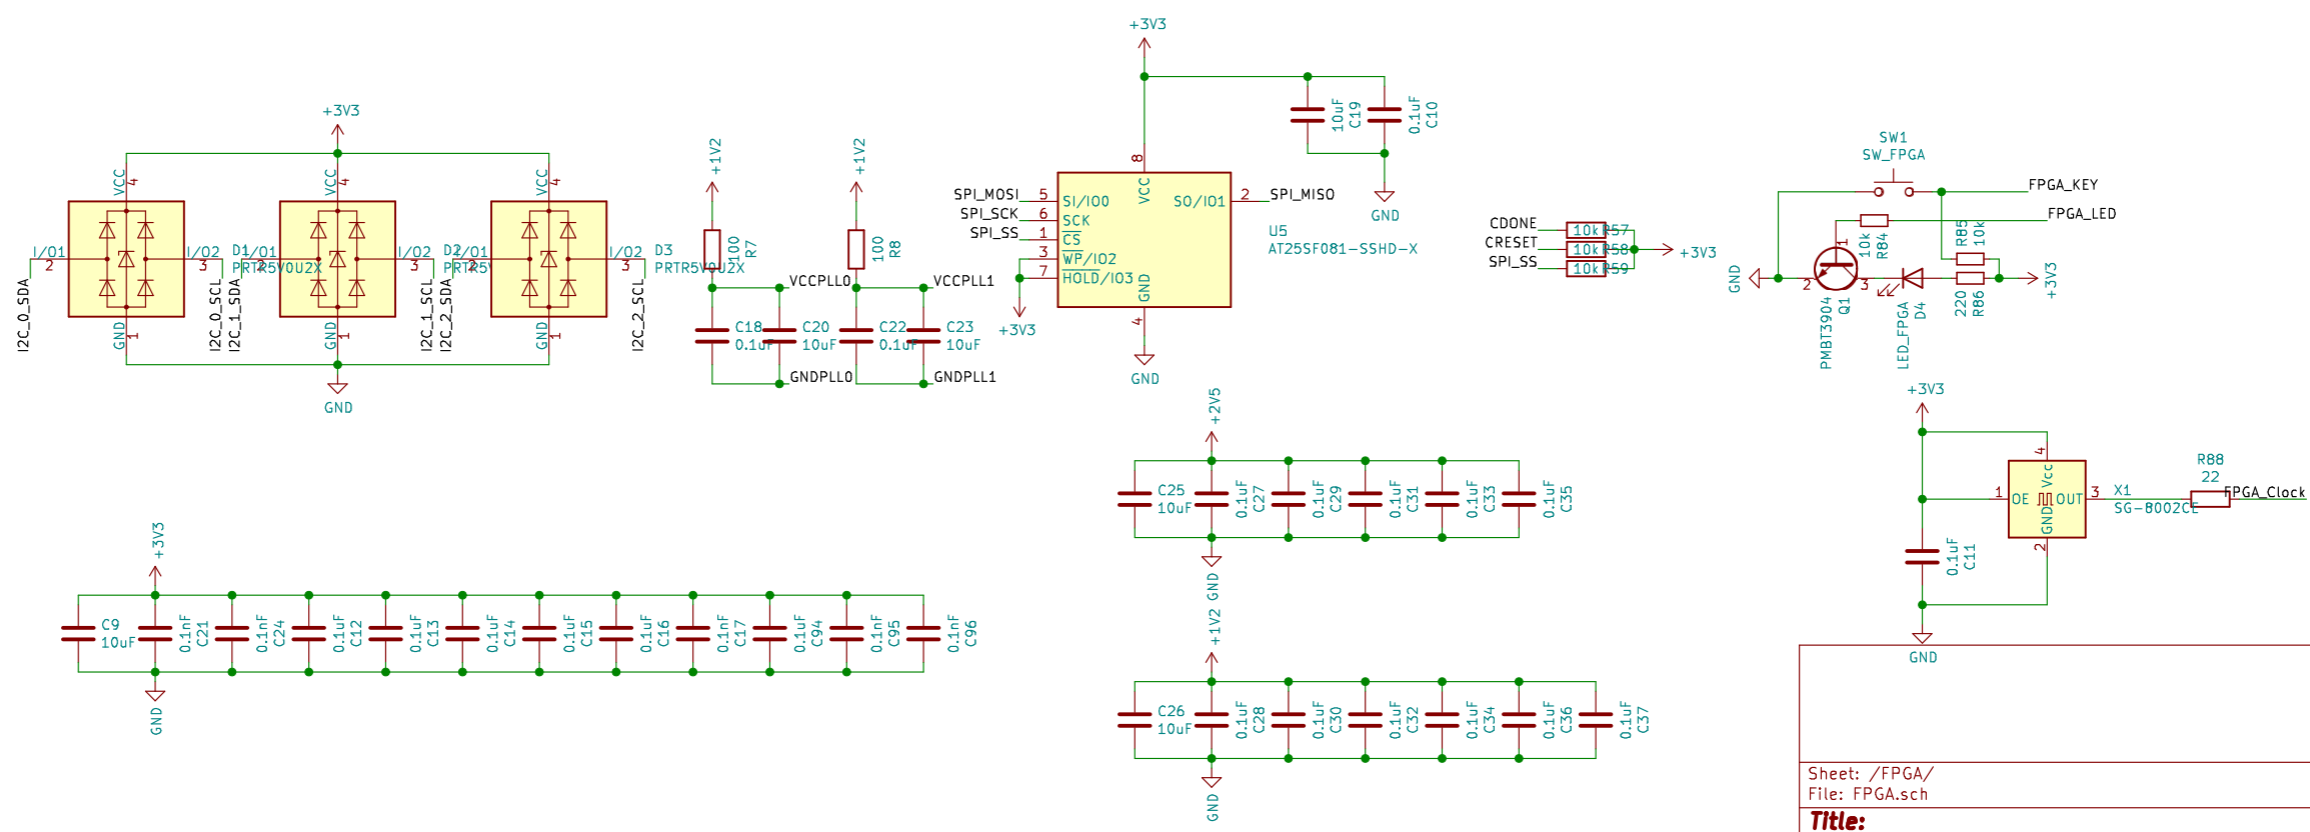 +3V3
VCC
4
I/O1
2
I/O2
3
GND
1
D1
PRTR5V0U2X
I2C_0_SDA
I2C_0_SCL
VCC
4
I/O1
2
I/O2
3
GND
1
D2
PRTR5V
I2C_1_SDA
I2C_1_SCL
VCC
4
I/O1
2
I/O2
3
GND
1
D3
PRTR5V0U2X
I2C_2_SDA
I2C_2_SCL
GND
+1V2
100
R7
VCCPLL0
C18
0.1uF
C20
10uF
GNDPLL0
+1V2
100
R8
VCCPLL1
C22
0.1uF
C23
10uF
GNDPLL1
+3V3
10uF
C19
0.1uF
C10
GND
8
VCC
SPI_MOSI
5
SI/IO0
SPI_SCK
6
SCK
SPI_SS
1
CS
3
WP/IO2
7
HOLD/IO3
SO/IO1
2
SPI_MISO
GND
4
U5
AT25SF081-SSHD-X
+3V3
GND
CDONE
10k
R57
CRESET
10k
R58
SPI_SS
10k
R59
+3V3
SW1
SW_FPGA
FPGA_KEY
FPGA_LED
GND
10k
R84
R85
10k
1
2
3
PMBT3904
Q1
LED_FPGA
D4
220
R86
+3V3
+3V3
4
Vcc
1
OE
OUT
3
GND
2
X1
SG-8002CE
R88
22
FPGA_Clock
0.1uF
C11
GND
+2V5
C25
10uF
0.1uF
C27
0.1uF
C29
0.1uF
C31
0.1uF
C33
0.1uF
C35
GND
+3V3
C9
10uF
0.1nF
C21
0.1nF
C24
0.1uF
C12
0.1uF
C13
0.1uF
C14
0.1uF
C15
0.1uF
C16
0.1nF
C17
0.1uF
C94
0.1nF
C95
0.1nF
C96
GND
+1V2
C26
10uF
0.1uF
C28
0.1uF
C30
0.1uF
C32
0.1uF
C34
0.1uF
C36
0.1uF
C37
GND
Sheet: /FPGA/
File: FPGA.sch
Title: